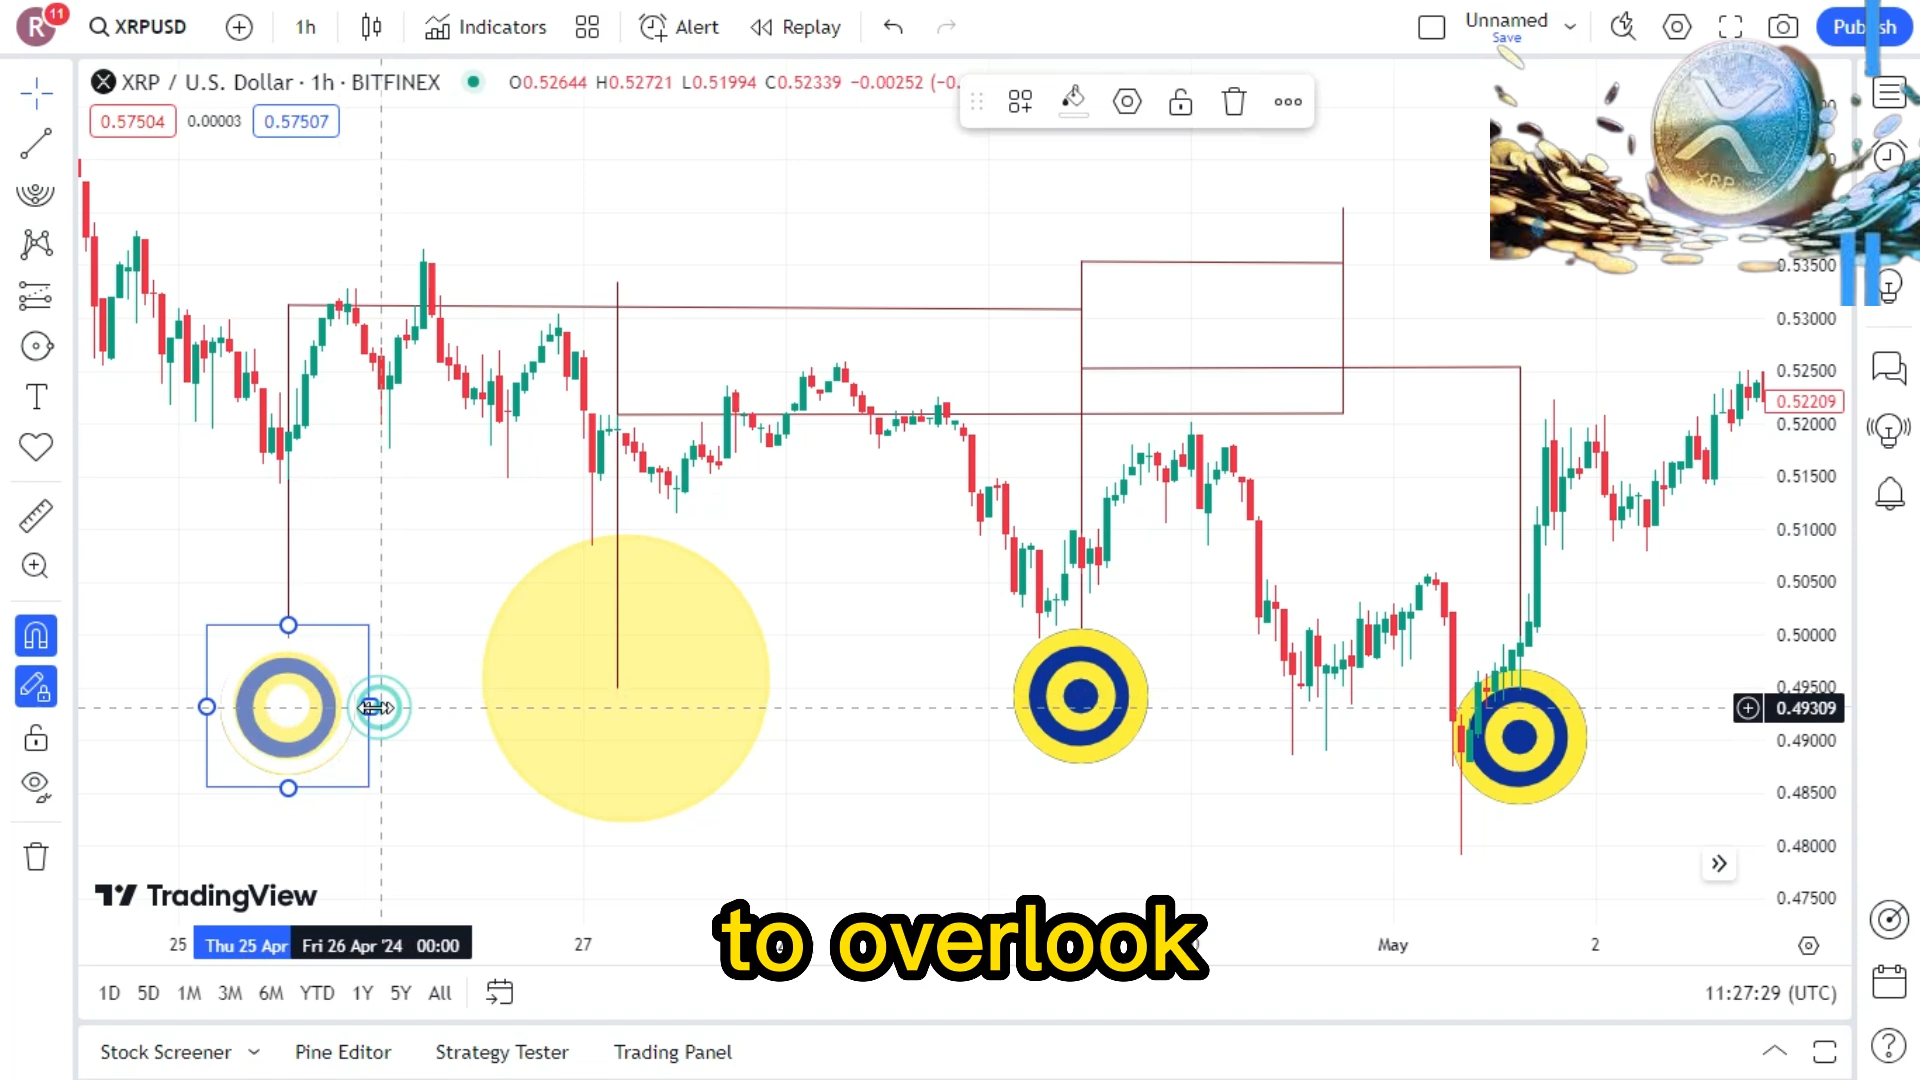 R 11 XRPUSD 1h Indicators Alert Replay Unnamed Publish
Save
XRP / U.S. Dollar · 1h · BITFINEX O0.52644 H0.52721 L0.51994 C0.52339 −0.00252 (−0.
0.57504 0.00003 0.57507
XRP
0.53500
0.53000
0.52500
0.52209
0.52000
0.51500
0.51000
0.50500
0.50000
0.49500
0.49309
0.49000
0.48500
0.48000
0.47500
TradingView
to overlook
25 Thu 25 Apr Fri 26 Apr '24 00:00 27 May 2
1D 5D 1M 3M 6M YTD 1Y 5Y All 11:27:29 (UTC)
Stock Screener Pine Editor Strategy Tester Trading Panel